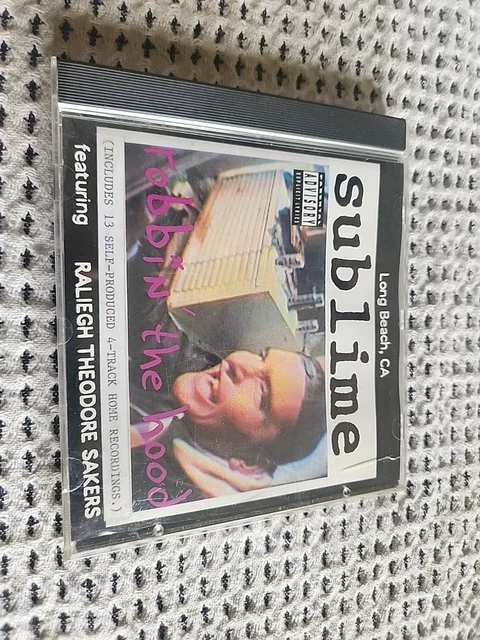 Long Beach, CA
sublime
PARENTAL
ADVISORY
EXPLICIT LYRICS
robbin' the hood
(INCLUDES 13 SELF-PRODUCED 4-TRACK HOME RECORDINGS.)
featuring RALIEGH THEODORE SAKERS